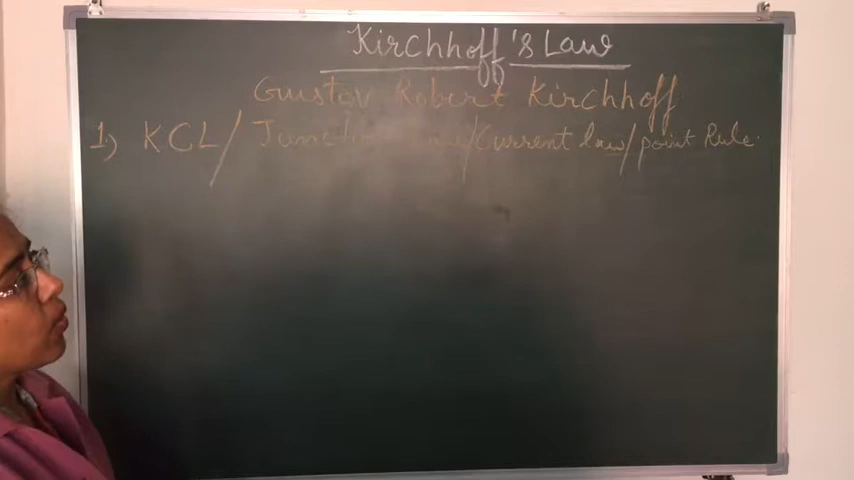 Kirchhoff's Law
Gustav Robert Kirchhoff
1) KCL/ Junction /Current law/point Rule.